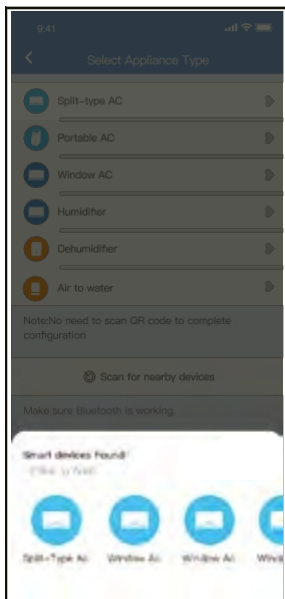 9:41
Select Appliance Type
Split-type AC
Portable AC
Window AC
Humidifier
Dehumidifier
Air to water
Note:No need to scan QR code to complete
configuration
Scan for nearby devices
Make sure Bluetooth is working.
Smart devices found
Split-Type Ac
Window Ac
Window Ac